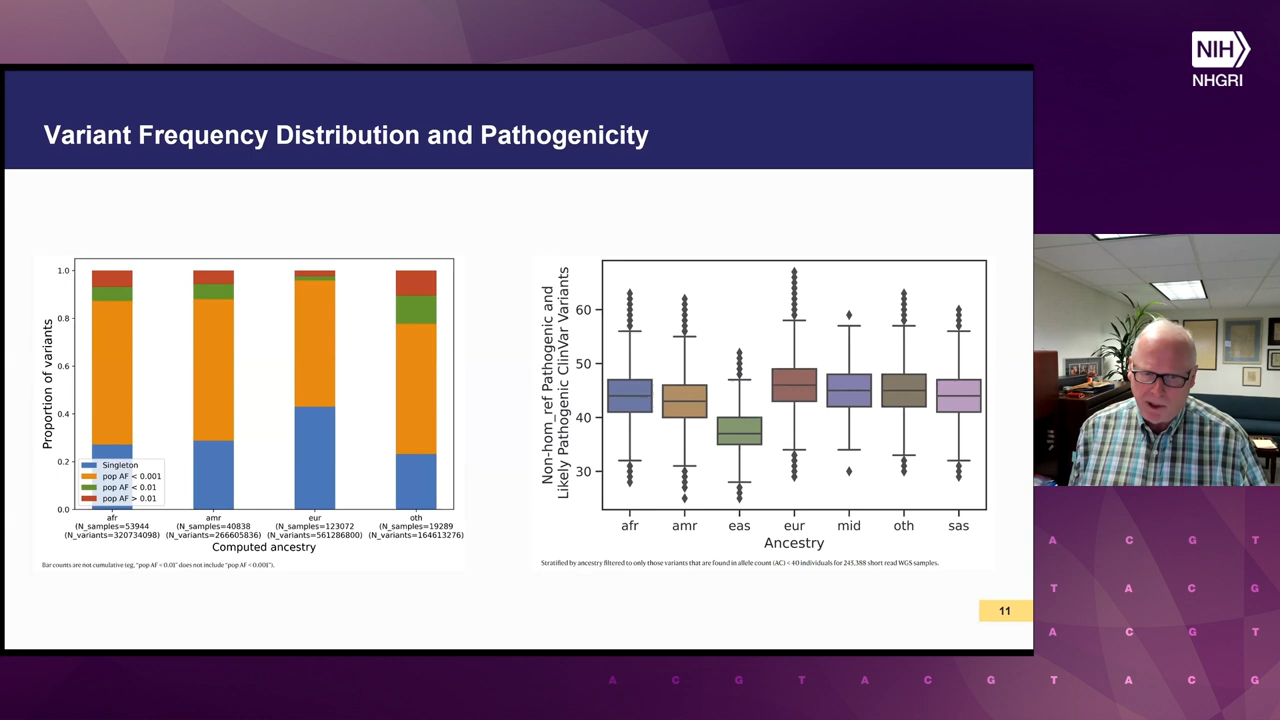 NIH
NHGRI
Variant Frequency Distribution and Pathogenicity
Proportion of variants
1.0
0.8
0.6
0.4
0.2
0.0
Singleton
pop AF < 0.001
pop AF < 0.01
pop AF > 0.01
afr
(N_samples=53944
(N_variants=320734098)
amr
(N_samples=40838
(N_variants=266605836)
eur
(N_samples=123072
(N_variants=561286800)
oth
(N_samples=19289
(N_variants=164613276)
Computed ancestry
Bar counts are not cumulative (eg, "pop AF < 0.01" does not include "pop AF < 0.001").
Non-hom_ref Pathogenic and
Likely Pathogenic ClinVar Variants
60
50
40
30
afr amr eas eur mid oth sas
Ancestry
Stratified by ancestry filtered to only those variants that are found in allele count (AC) < 40 individuals for 245,388 short read WGS samples.
11
A C G T
T A C G
A C G T
A C G T A C G T A C G